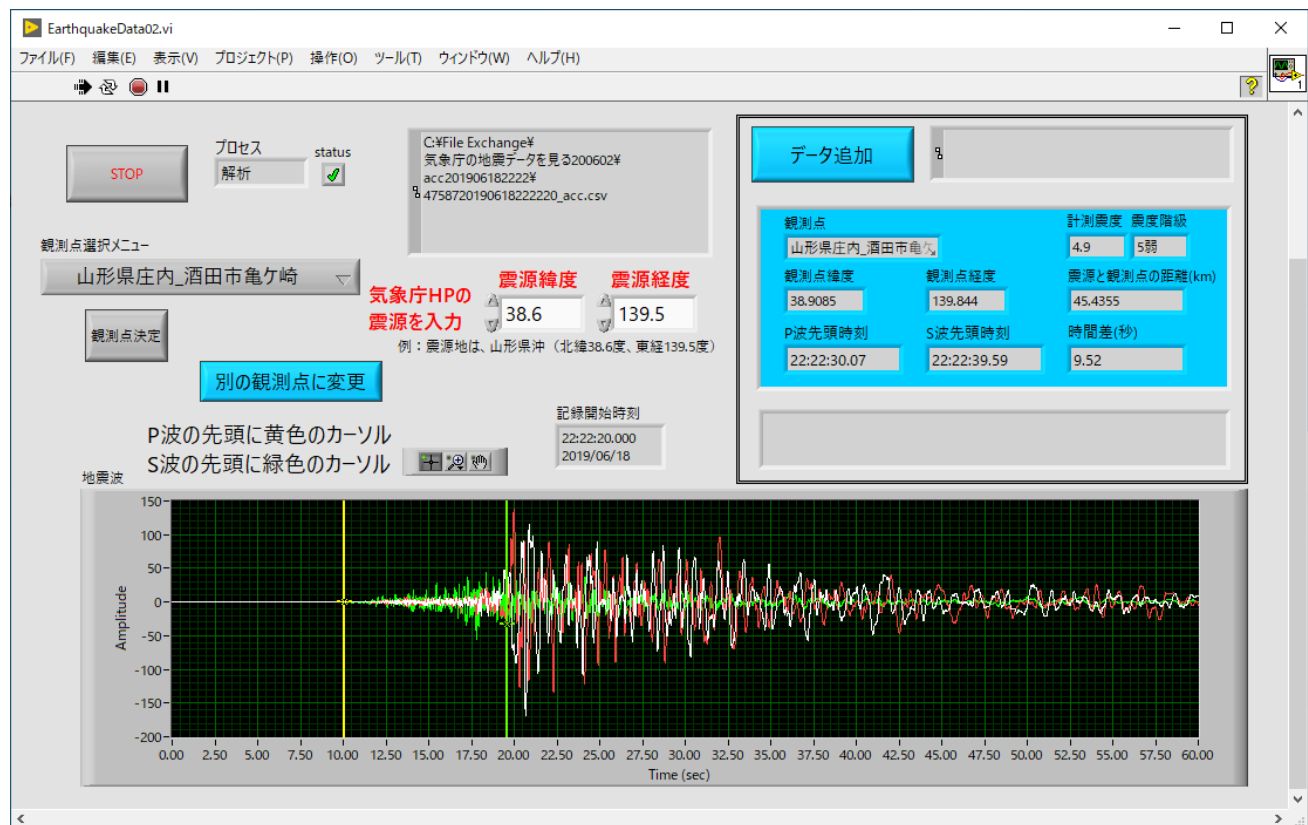 EarthquakeData02.vi
ファイル(F) 編集(E) 表示(V) プロジェクト(P) 操作(O) ツール(T) ウィンドウ(W) ヘルプ(H)
1
STOP
プロセス
解析
status
C:¥File Exchange¥
気象庁の地震データを見る200602¥
acc201906182222¥
4758720190618222220_acc.csv
観測点選択メニュー
山形県庄内_酒田市亀ケ崎
観測点決定
気象庁HPの
震源を入力
震源緯度
38.6
震源経度
139.5
例：震源地は、山形県沖（北緯38.6度、東経139.5度）
別の観測点に変更
P波の先頭に黄色のカーソル
S波の先頭に緑色のカーソル
記録開始時刻
22:22:20.000
2019/06/18
データ追加
観測点
山形県庄内_酒田市亀ケ
計測震度 震度階級
4.9 5弱
観測点緯度 観測点経度 震源と観測点の距離(km)
38.9085 139.844 45.4355
P波先頭時刻 S波先頭時刻 時間差(秒)
22:22:30.07 22:22:39.59 9.52
地震波
150
100
50
0
-50
-100
-150
-200
Amplitude
0.00 2.50 5.00 7.50 10.00 12.50 15.00 17.50 20.00 22.50 25.00 27.50 30.00 32.50 35.00 37.50 40.00 42.50 45.00 47.50 50.00 52.50 55.00 57.50 60.00
Time (sec)